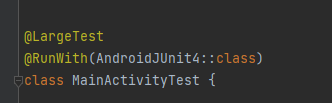 @LargeTest
@RunWith(AndroidJUnit4::class)
class MainActivityTest {